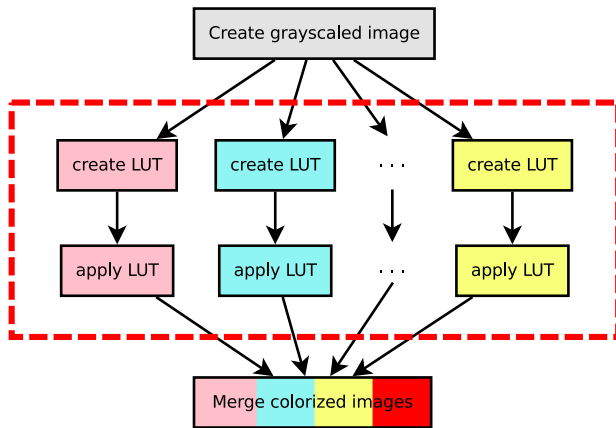 Create grayscaled image
create LUT
create LUT
. . .
create LUT
apply LUT
apply LUT
. . .
apply LUT
Merge colorized images